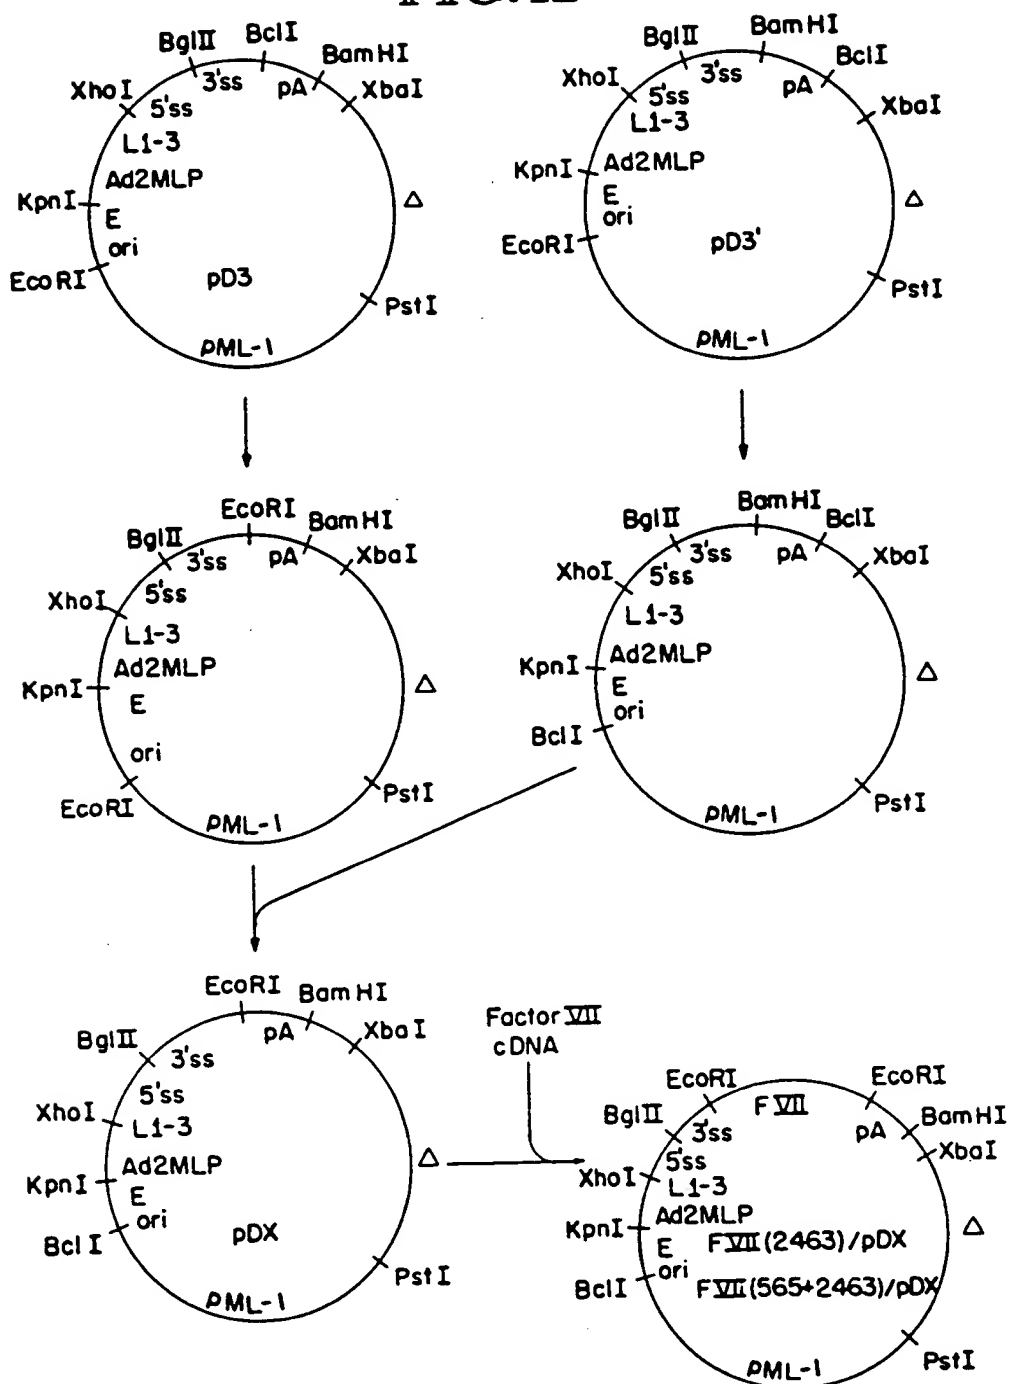 BglII
BclI
BamHI
XbaI
XhoI
3'ss
pA
5'ss
L1-3
Ad2MLP
KpnI
E
ori
EcoRI
pD3
Δ
PstI
pML-1
BglII
BamHI
BclI
XbaI
XhoI
3'ss
pA
5'ss
L1-3
KpnI
Ad2MLP
E
ori
EcoRI
pD3'
Δ
PstI
pML-1
EcoRI
BamHI
BglII
3'ss
pA
XbaI
5'ss
XhoI
L1-3
Ad2MLP
KpnI
E
ori
EcoRI
Δ
PstI
pML-1
BamHI
BglII
BclI
3'ss
pA
XbaI
XhoI
5'ss
L1-3
KpnI
Ad2MLP
E
ori
BclI
Δ
PstI
pML-1
EcoRI
BamHI
pA
XbaI
BglII
3'ss
5'ss
XhoI
L1-3
Ad2MLP
KpnI
E
ori
BclI
pDX
Δ
PstI
pML-1
Factor VII
cDNA
EcoRI
FVII
EcoRI
BglII
3'ss
pA
BamHI
XbaI
5'ss
XhoI
L1-3
Ad2MLP
KpnI
E
FVII(2463)/pDX
ori
BclI
FVII(565+2463)/pDX
Δ
PstI
pML-1